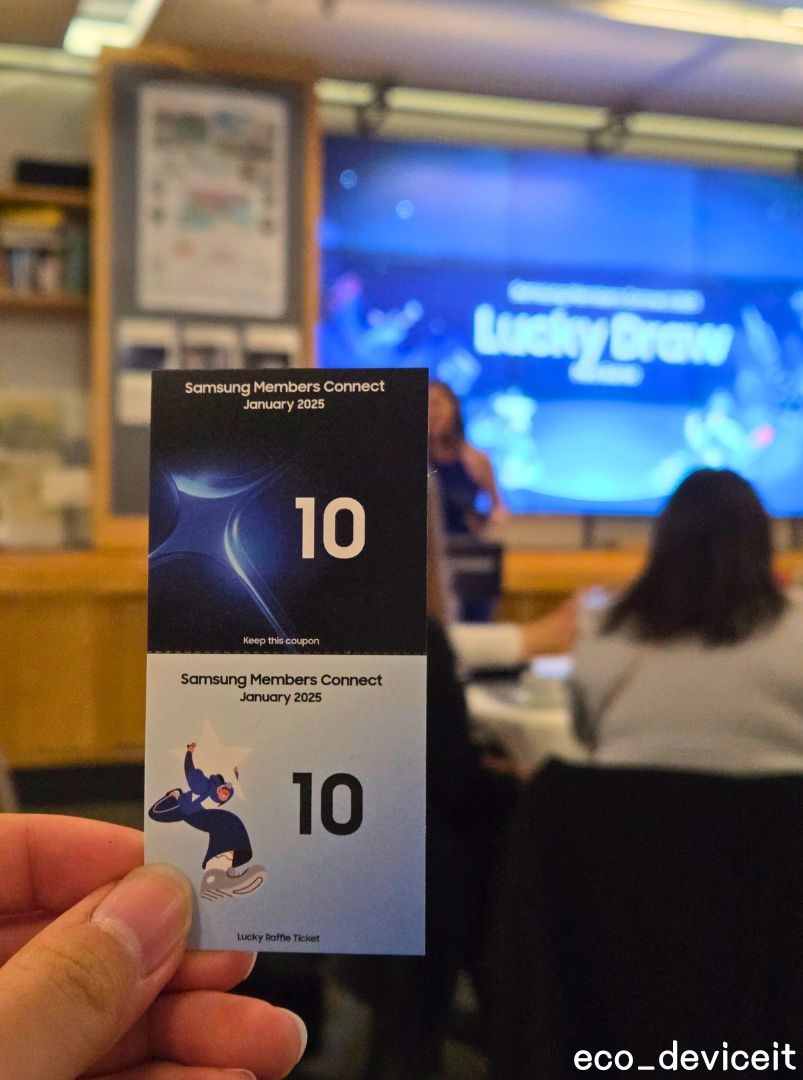 Lucky Draw
Samsung Members Connect
January 2025
10
Keep this coupon
Samsung Members Connect
January 2025
10
Lucky Raffle Ticket
eco_deviceit